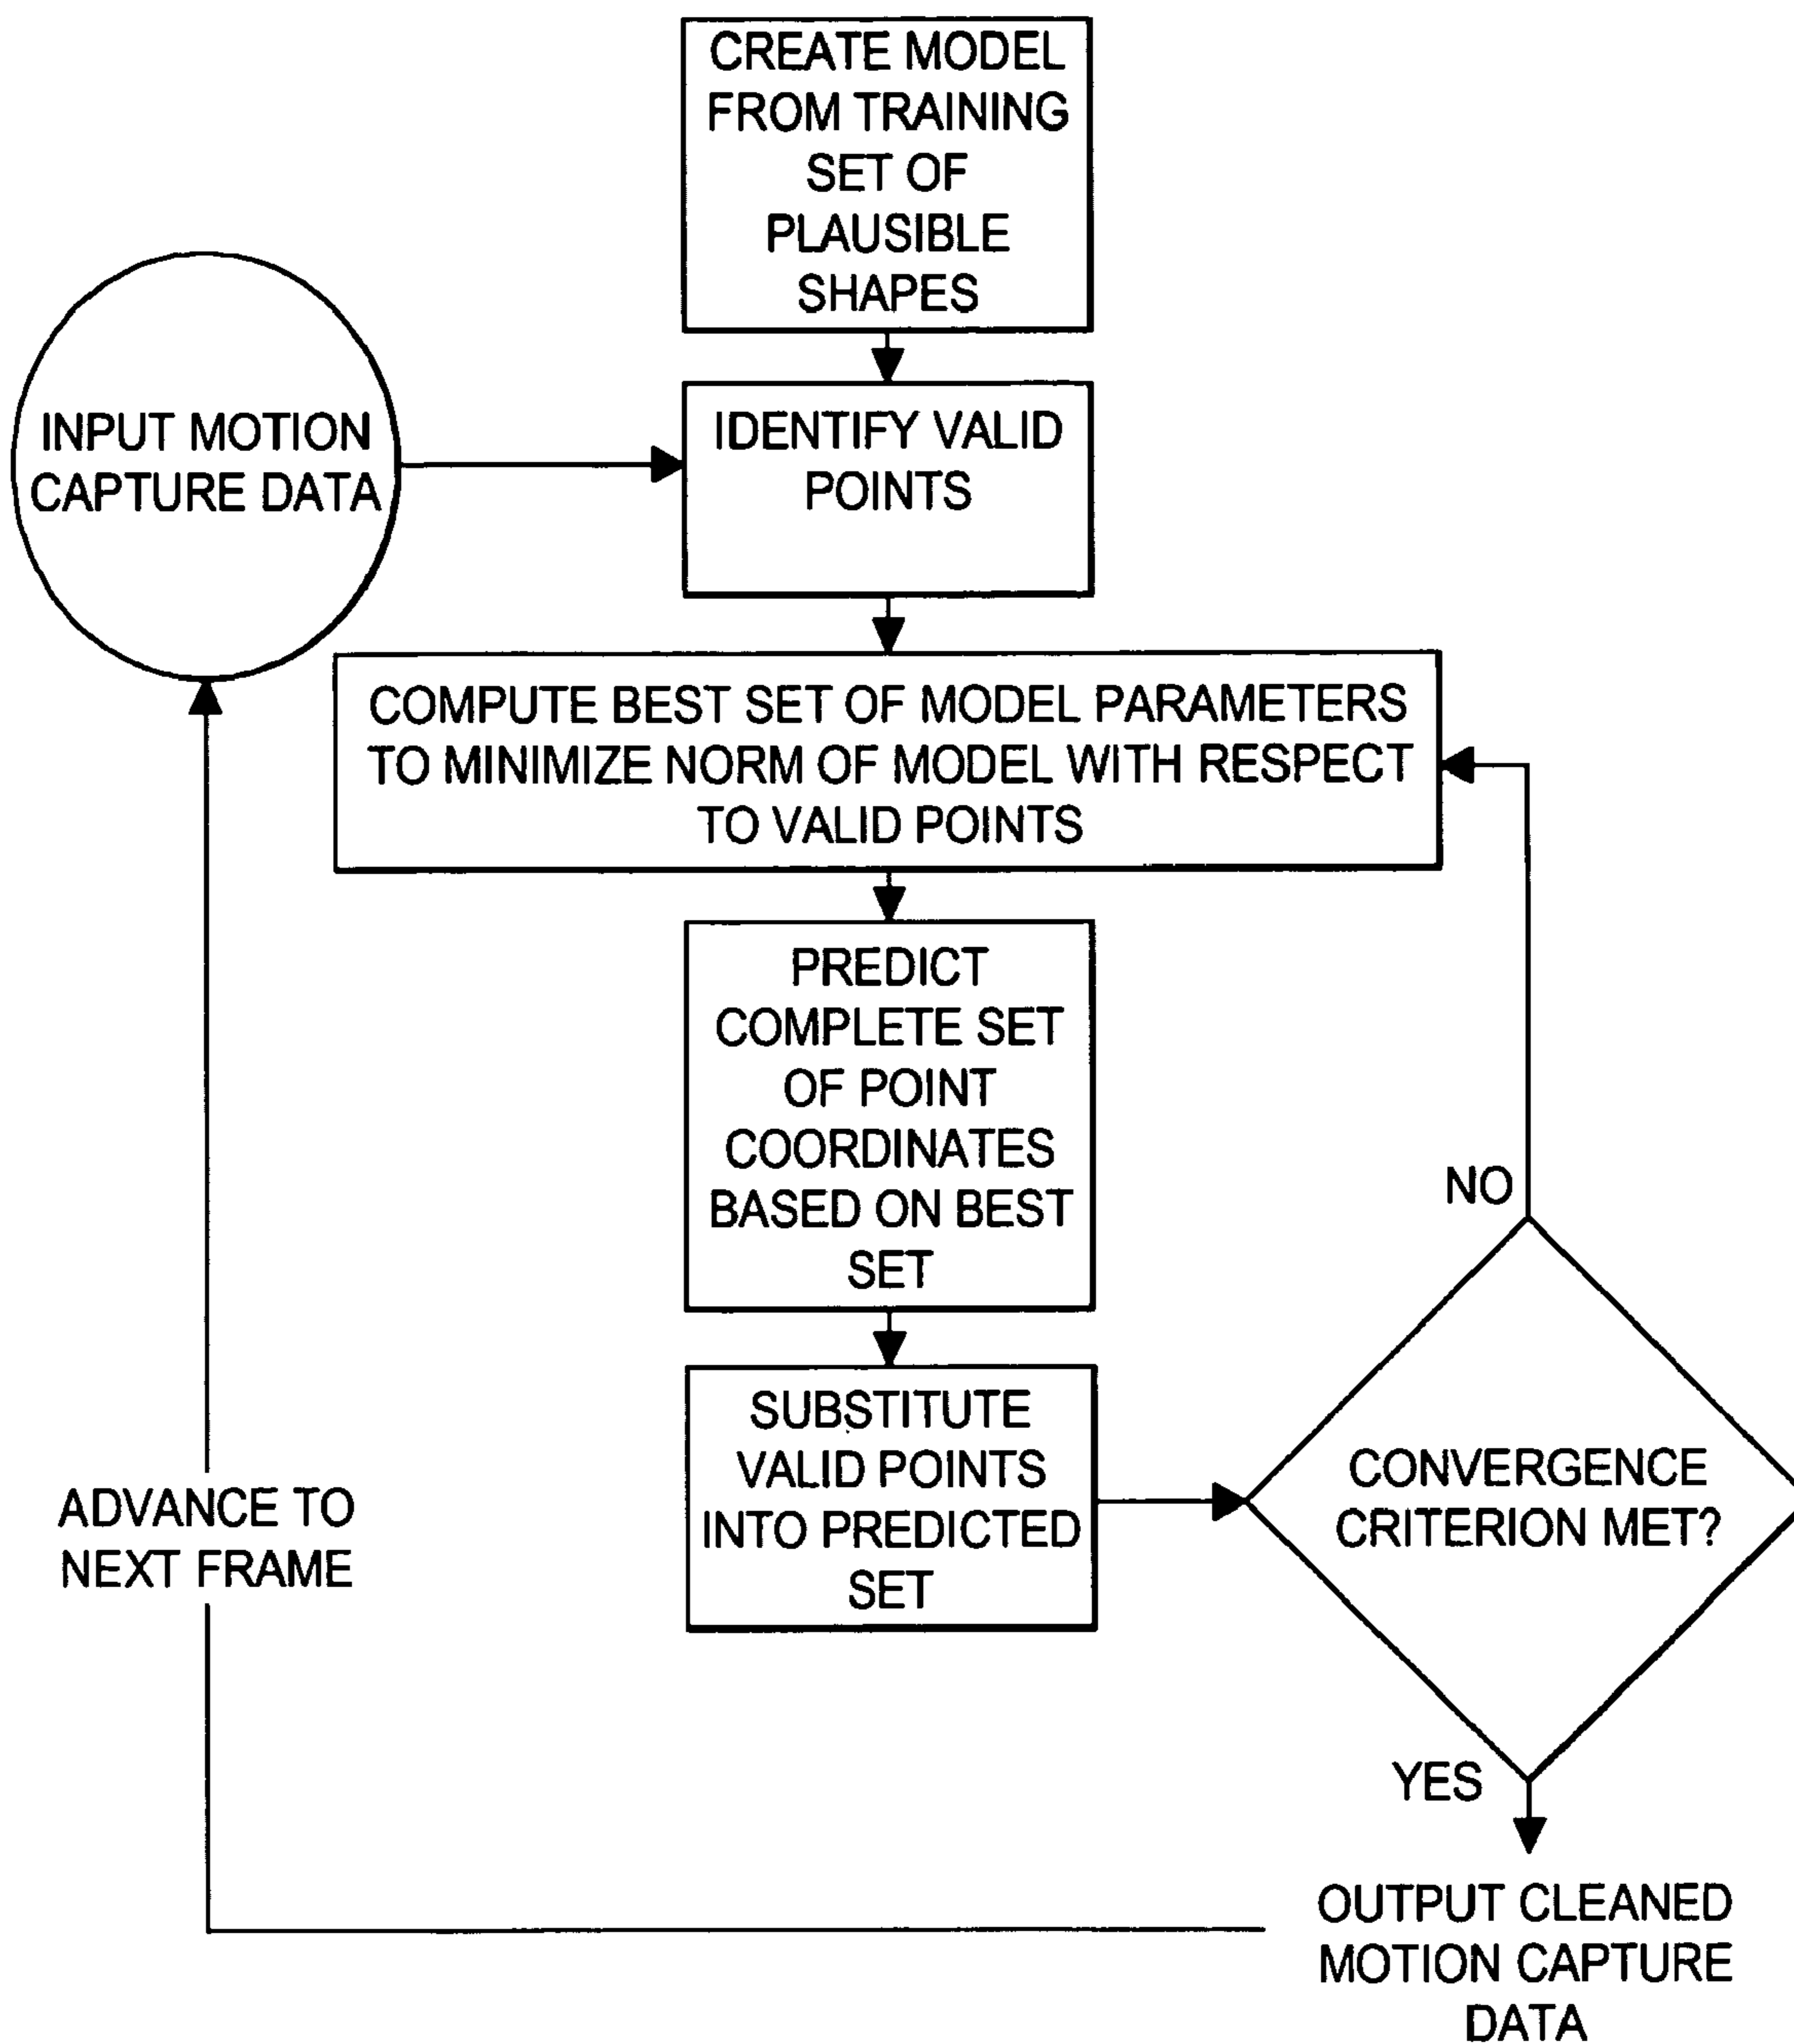 CREATE MODEL
FROM TRAINING
SET OF
PLAUSIBLE
SHAPES
INPUT MOTION
CAPTURE DATA
IDENTIFY VALID
POINTS
COMPUTE BEST SET OF MODEL PARAMETERS
TO MINIMIZE NORM OF MODEL WITH RESPECT
TO VALID POINTS
PREDICT
COMPLETE SET
OF POINT
COORDINATES
BASED ON BEST
SET
NO
SUBSTITUTE
VALID POINTS
INTO PREDICTED
SET
CONVERGENCE
CRITERION MET?
ADVANCE TO
NEXT FRAME
YES
OUTPUT CLEANED
MOTION CAPTURE
DATA